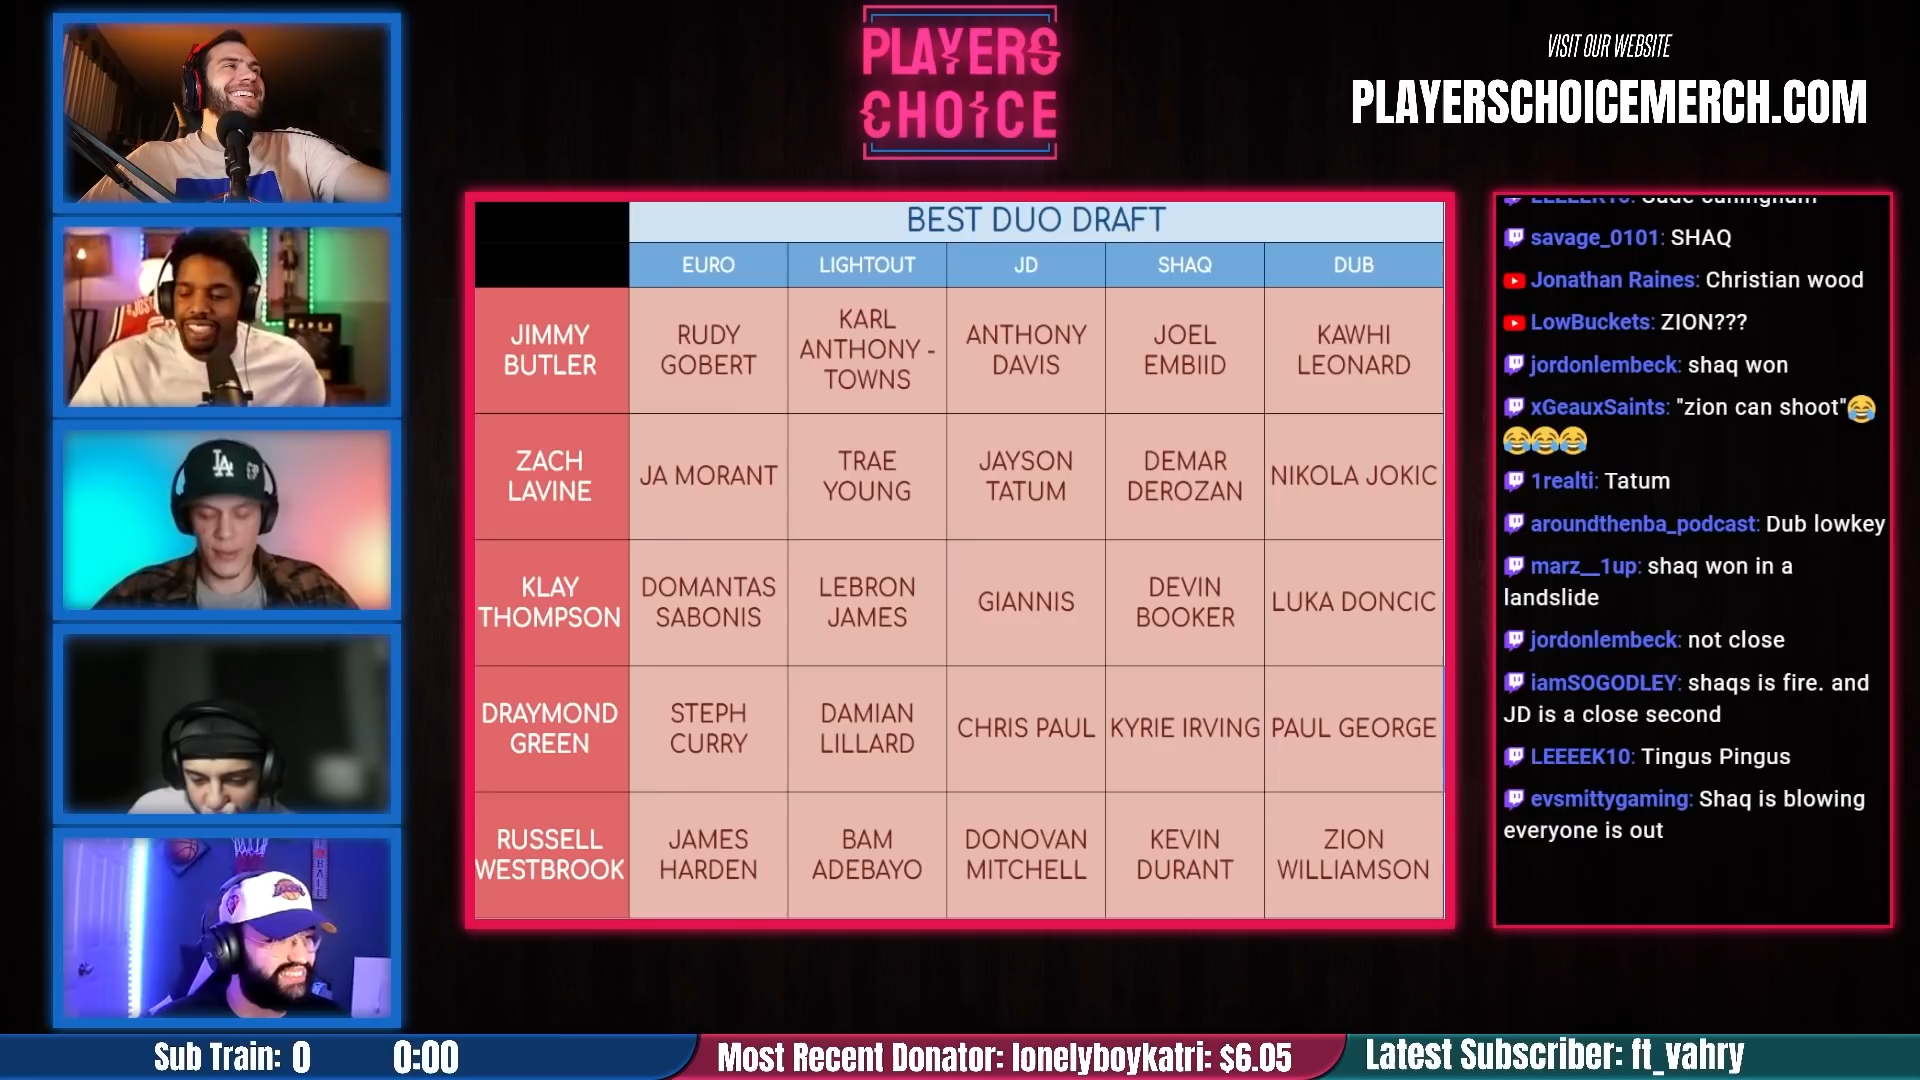 PLAYERS
CHOICE
VISIT OUR WEBSITE
PLAYERSCHOICEMERCH.COM
BEST DUO DRAFT
EURO
LIGHTOUT
JD
SHAQ
DUB
JIMMY
BUTLER
RUDY
GOBERT
KARL
ANTHONY -
TOWNS
ANTHONY
DAVIS
JOEL
EMBIID
KAWHI
LEONARD
ZACH
LAVINE
JA MORANT
TRAE
YOUNG
JAYSON
TATUM
DEMAR
DEROZAN
NIKOLA JOKIC
KLAY
THOMPSON
DOMANTAS
SABONIS
LEBRON
JAMES
GIANNIS
DEVIN
BOOKER
LUKA DONCIC
DRAYMOND
GREEN
STEPH
CURRY
DAMIAN
LILLARD
CHRIS PAUL
KYRIE IRVING
PAUL GEORGE
RUSSELL
WESTBROOK
JAMES
HARDEN
BAM
ADEBAYO
DONOVAN
MITCHELL
KEVIN
DURANT
ZION
WILLIAMSON
LEEEEK10: Cade cuningham
savage_0101: SHAQ
Jonathan Raines: Christian wood
LowBuckets: ZION???
jordonlembeck: shaq won
xGeauxSaints: "zion can shoot"😂
😂😂😂
1realti: Tatum
aroundthenba_podcast: Dub lowkey
marz__1up: shaq won in a
landslide
jordonlembeck: not close
iamSOGODLEY: shaqs is fire. and
JD is a close second
LEEEEK10: Tingus Pingus
evsmittygaming: Shaq is blowing
everyone is out
LA
Sub Train: 0
0:00
Most Recent Donator: lonelyboykatri: $6.05
Latest Subscriber: ft_vahry